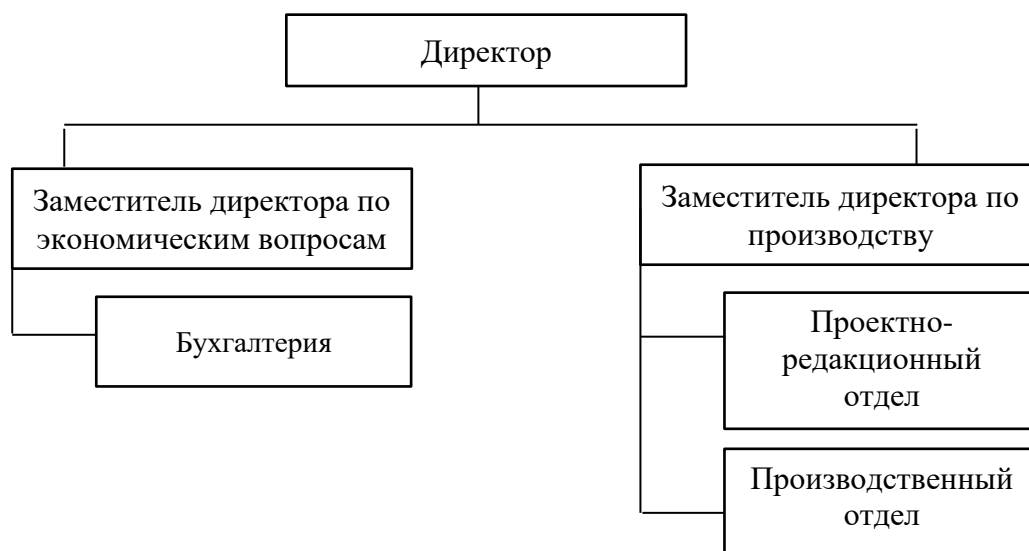 Директор
Заместитель директора по
экономическим вопросам
Заместитель директора по
производству
Бухгалтерия
Проектно-
редакционный
отдел
Производственный
отдел